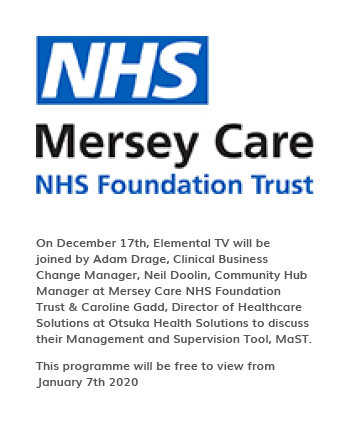 NHS
Mersey Care
NHS Foundation Trust
On December 17th, Elemental TV will be
joined by Adam Drage, Clinical Business
Change Manager, Neil Doolin, Community Hub
Manager at Mersey Care NHS Foundation
Trust & Caroline Gadd, Director of Healthcare
Solutions at Otsuka Health Solutions to discuss
their Management and Supervision Tool, MaST.
This programme will be free to view from
January 7th 2020